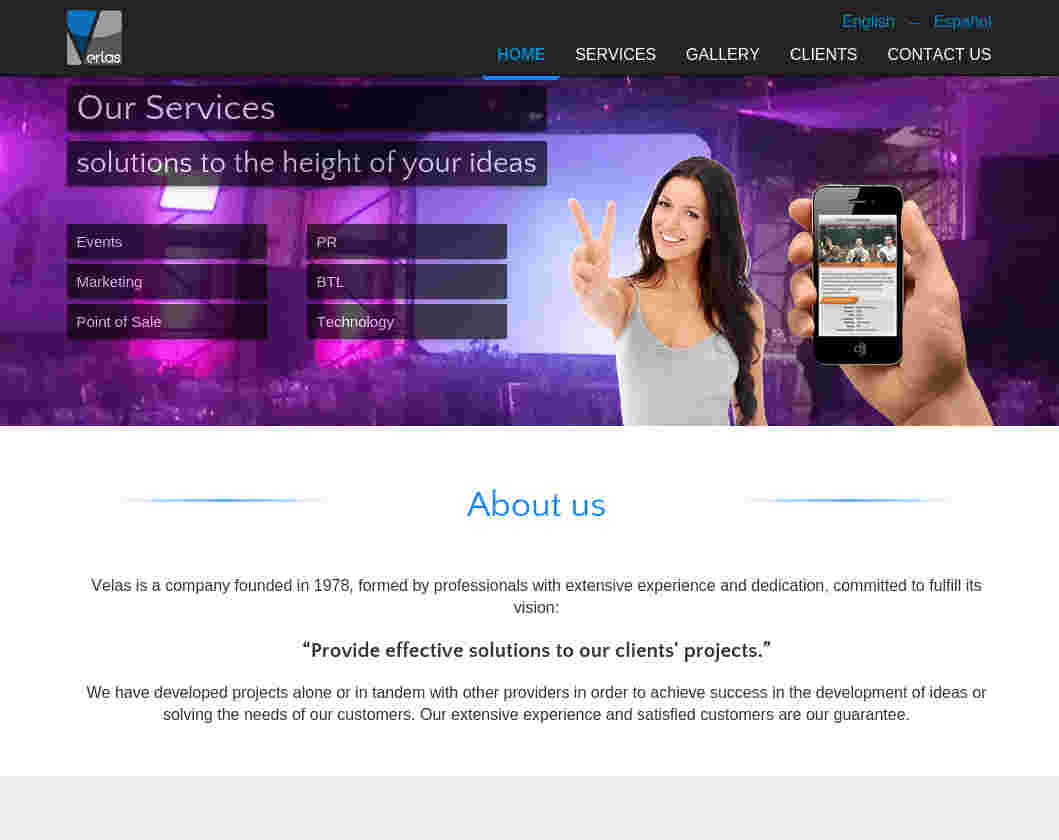 erlas
English – Español
HOME SERVICES GALLERY CLIENTS CONTACT US
Our Services
solutions to the height of your ideas
Events PR
Marketing BTL
Point of Sale Technology
About us
Velas is a company founded in 1978, formed by professionals with extensive experience and dedication, committed to fulfill its
vision:
“Provide effective solutions to our clients' projects.”
We have developed projects alone or in tandem with other providers in order to achieve success in the development of ideas or
solving the needs of our customers. Our extensive experience and satisfied customers are our guarantee.